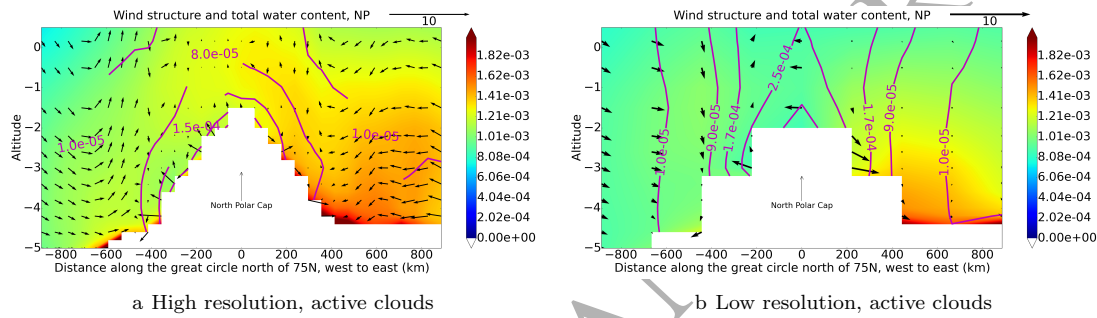 Wind structure and total water content, NP
10
0
−1
−2
−3
−4
−5
Altitude
8.0e-05
1.5e-04
1.0e-05
1.0e-05
North Polar Cap
−800 −600 −400 −200 0 200 400 600 800
Distance along the great circle north of 75N, west to east (km)
1.82e-03
1.62e-03
1.41e-03
1.21e-03
1.01e-03
8.08e-04
6.06e-04
4.04e-04
2.02e-04
0.00e+00
a High resolution, active clouds
Wind structure and total water content, NP
10
0
−1
−2
−3
−4
−5
Altitude
1.0e-05
9.0e-05
1.7e-04
2.5e-04
1.7e-04
9.0e-05
1.0e-05
North Polar Cap
−800 −600 −400 −200 0 200 400 600 800
Distance along the great circle north of 75N, west to east (km)
1.82e-03
1.62e-03
1.41e-03
1.21e-03
1.01e-03
8.06e-04
6.06e-04
4.04e-04
2.02e-04
0.00e+00
b Low resolution, active clouds